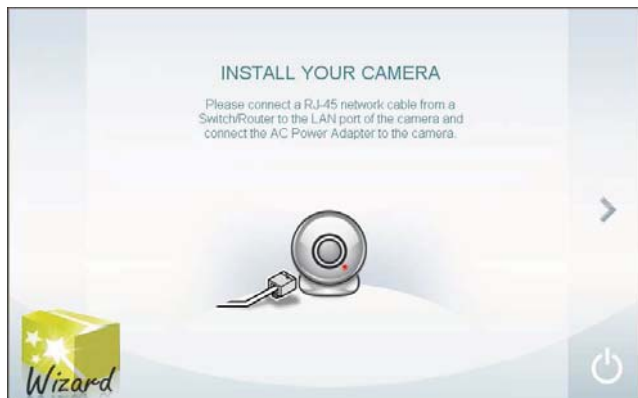 INSTALL YOUR CAMERA
Please connect a RJ-45 network cable from a
Switch/Router to the LAN port of the camera and
connect the AC Power Adapter to the camera.
Wizard